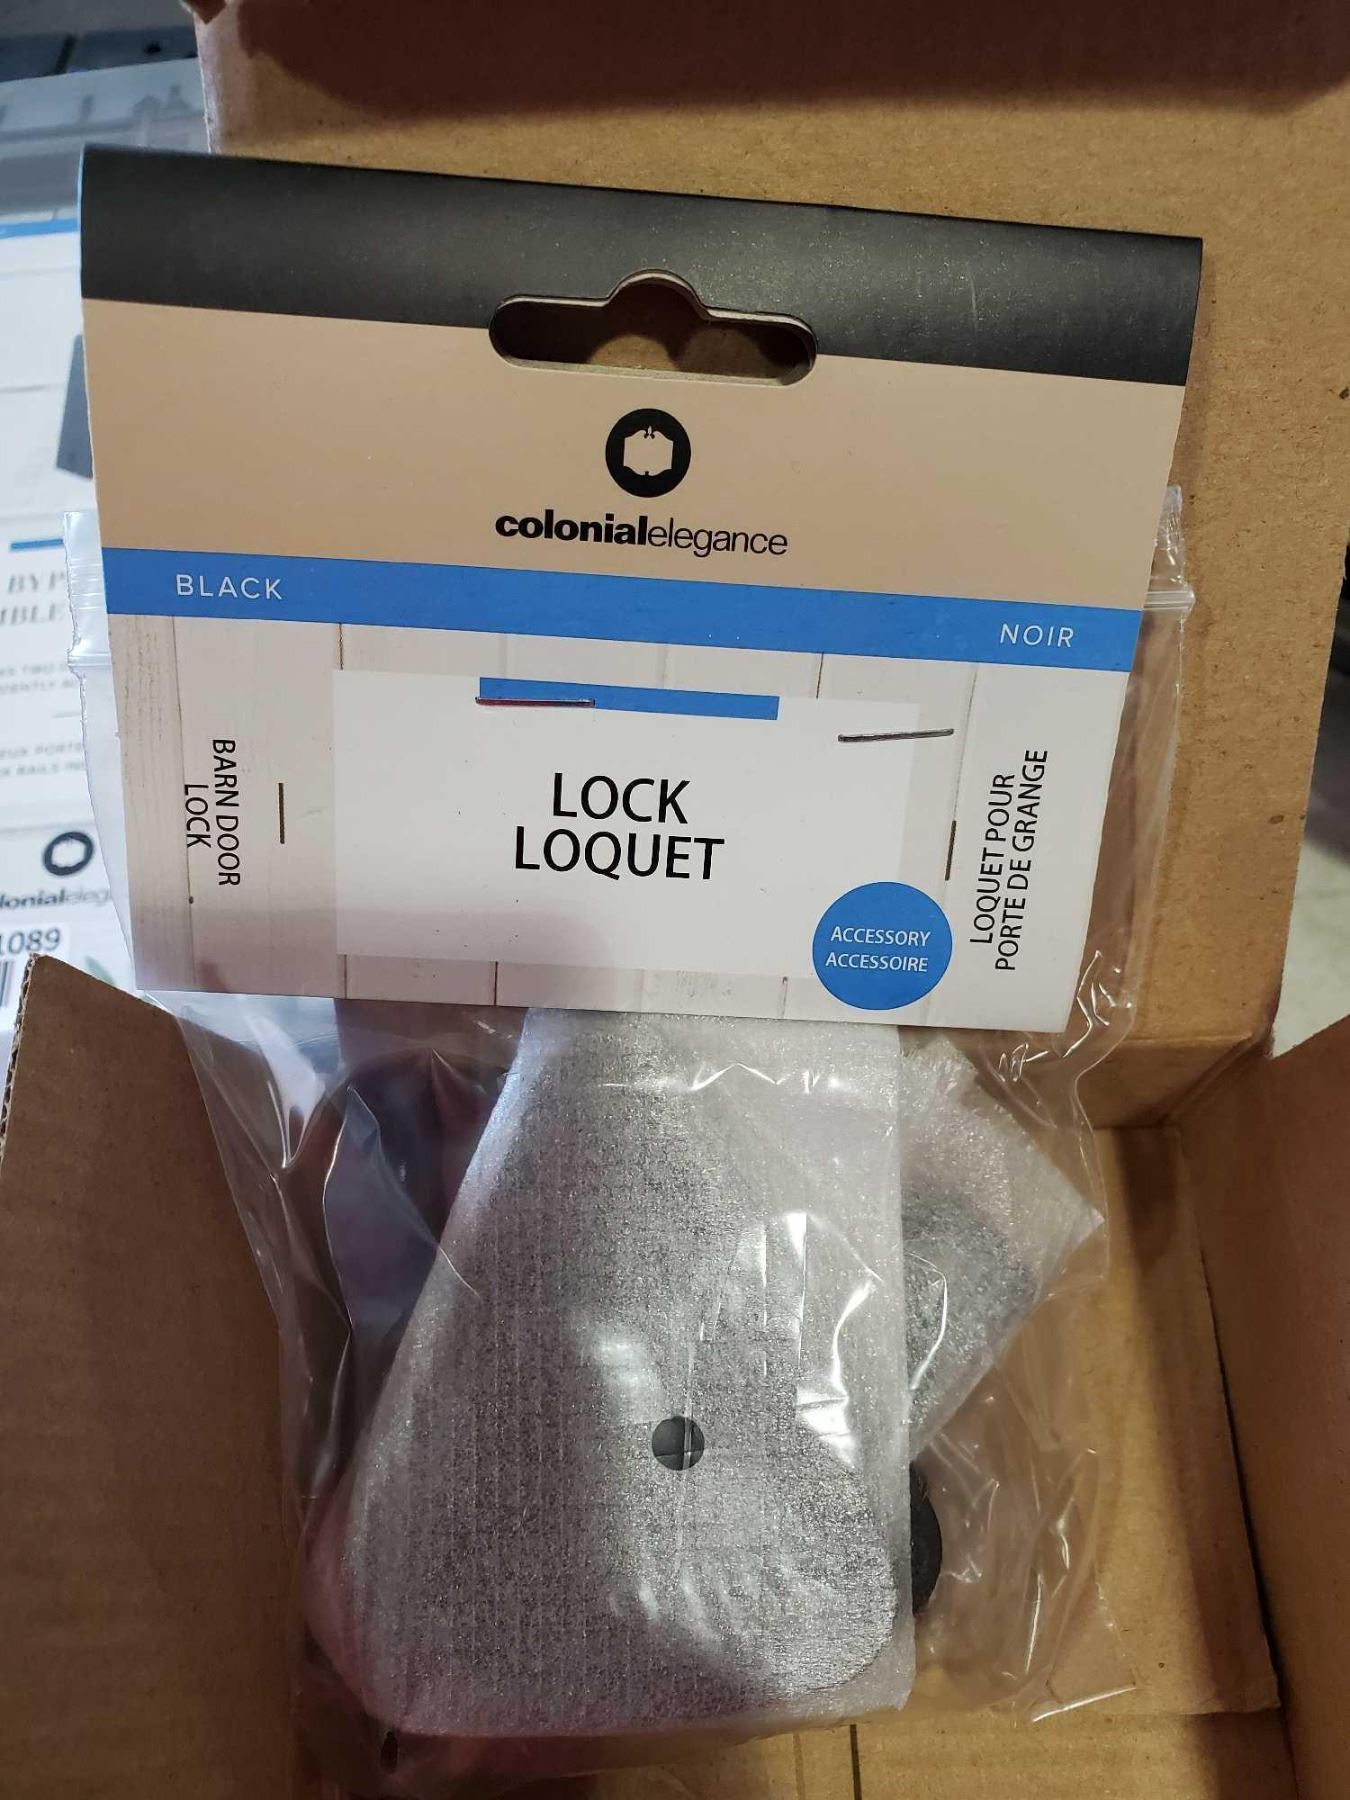 colonialelegance
BLACK
NOIR
BARN DOOR
LOCK
LOCK
LOQUET
LOQUET POUR
PORTE DE GRANGE
ACCESSORY
ACCESSOIRE
1089